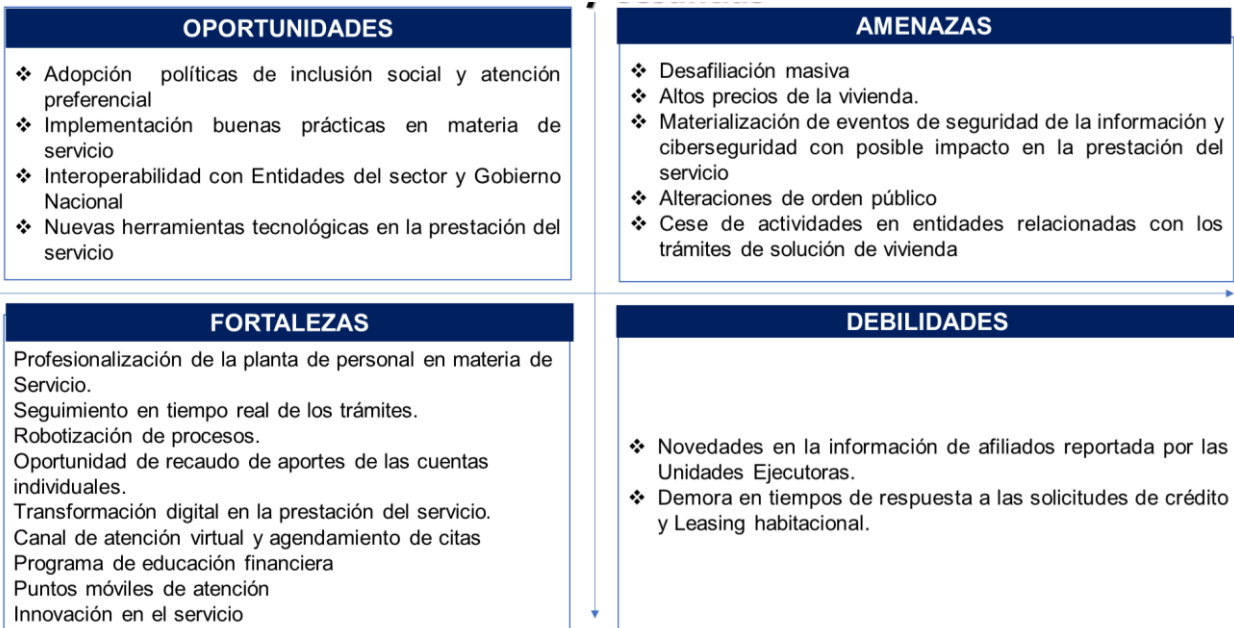 OPORTUNIDADES
❖ Adopción políticas de inclusión social y atención
preferencial
❖ Implementación buenas prácticas en materia de
servicio
❖ Interoperabilidad con Entidades del sector y Gobierno
Nacional
❖ Nuevas herramientas tecnológicas en la prestación del
servicio
AMENAZAS
❖ Desafiliación masiva
❖ Altos precios de la vivienda.
❖ Materialización de eventos de seguridad de la información y
ciberseguridad con posible impacto en la prestación del
servicio
❖ Alteraciones de orden público
❖ Cese de actividades en entidades relacionadas con los
trámites de solución de vivienda
FORTALEZAS
Profesionalización de la planta de personal en materia de
Servicio.
Seguimiento en tiempo real de los trámites.
Robotización de procesos.
Oportunidad de recaudo de aportes de las cuentas
individuales.
Transformación digital en la prestación del servicio.
Canal de atención virtual y agendamiento de citas
Programa de educación financiera
Puntos móviles de atención
Innovación en el servicio
DEBILIDADES
❖ Novedades en la información de afiliados reportada por las
Unidades Ejecutoras.
❖ Demora en tiempos de respuesta a las solicitudes de crédito
y Leasing habitacional.